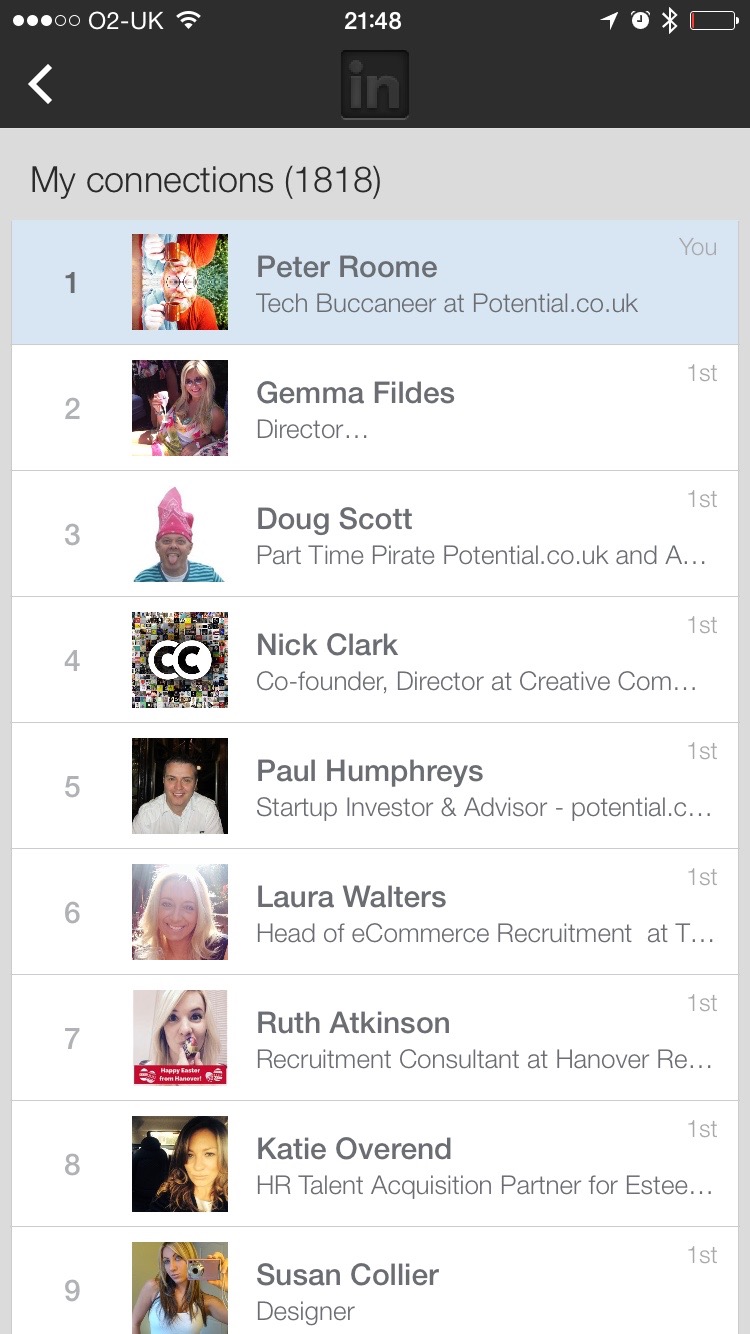 O2-UK 21:48
in
My connections (1818)
You
1
Peter Roome
Tech Buccaneer at Potential.co.uk
1st
2
Gemma Fildes
Director…
1st
3
Doug Scott
Part Time Pirate Potential.co.uk and A…
1st
4
CC
Nick Clark
Co-founder, Director at Creative Com…
1st
5
Paul Humphreys
Startup Investor & Advisor - potential.c…
1st
6
Laura Walters
Head of eCommerce Recruitment  at T…
1st
7
Ruth Atkinson
Recruitment Consultant at Hanover Re…
Happy Easter
from Hanover!
1st
8
Katie Overend
HR Talent Acquisition Partner for Estee…
1st
9
Susan Collier
Designer